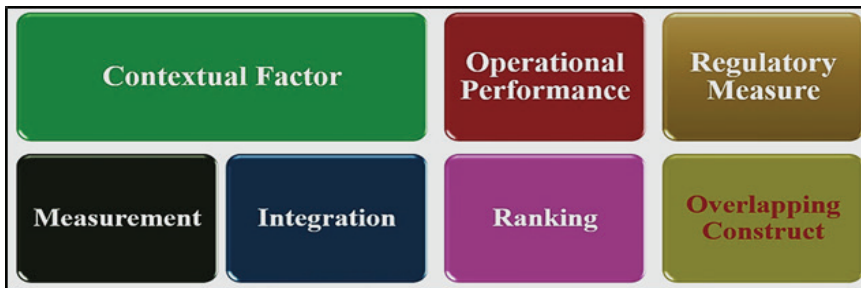 Contextual Factor
Operational
Performance
Regulatory
Measure
Measurement
Integration
Ranking
Overlapping
Construct